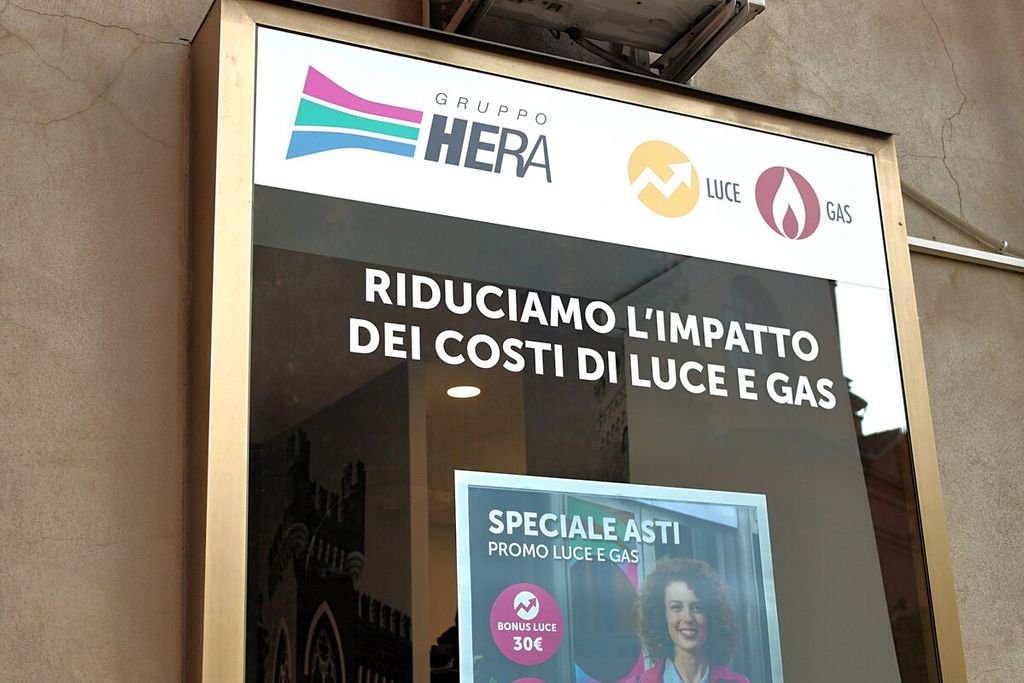 GRUPPO
HERA
LUCE
GAS
RIDUCIAMO L'IMPATTO
DEI COSTI DI LUCE E GAS
SPECIALE ASTI
PROMO LUCE E GAS
BONUS LUCE
30€